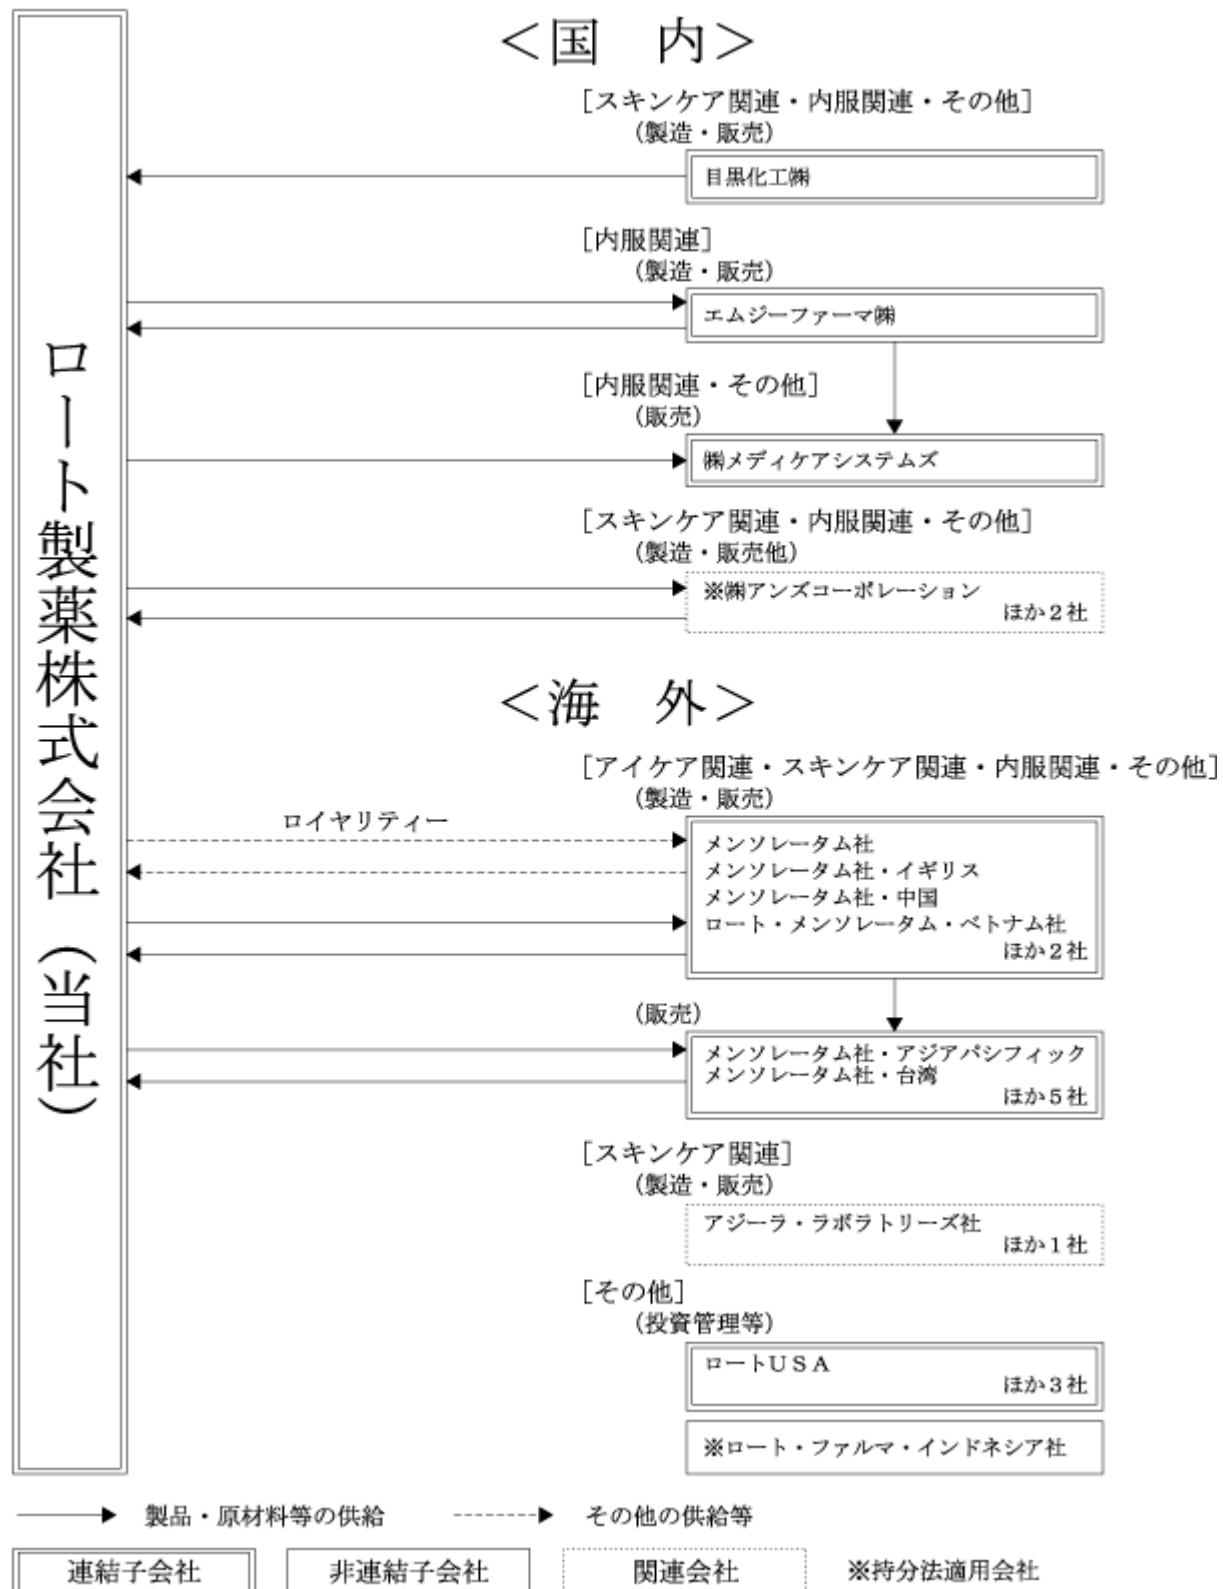 ロート製薬株式会社（当社）
＜国　内＞
［スキンケア関連・内服関連・その他］
（製造・販売）
目黒化工㈱
［内服関連］
（製造・販売）
エムジーファーマ㈱
［内服関連・その他］
（販売）
㈱メディケアシステムズ
［スキンケア関連・内服関連・その他］
（製造・販売他）
※㈱アンズコーポレーション
ほか２社
＜海　外＞
［アイケア関連・スキンケア関連・内服関連・その他］
（製造・販売）
ロイヤリティー
メンソレータム社
メンソレータム社・イギリス
メンソレータム社・中国
ロート・メンソレータム・ベトナム社
ほか２社
（販売）
メンソレータム社・アジアパシフィック
メンソレータム社・台湾
ほか５社
［スキンケア関連］
（製造・販売）
アジーラ・ラボラトリーズ社
ほか１社
［その他］
（投資管理等）
ロートＵＳＡ
ほか３社
※ロート・ファルマ・インドネシア社
製品・原材料等の供給
その他の供給等
連結子会社
非連結子会社
関連会社
※持分法適用会社